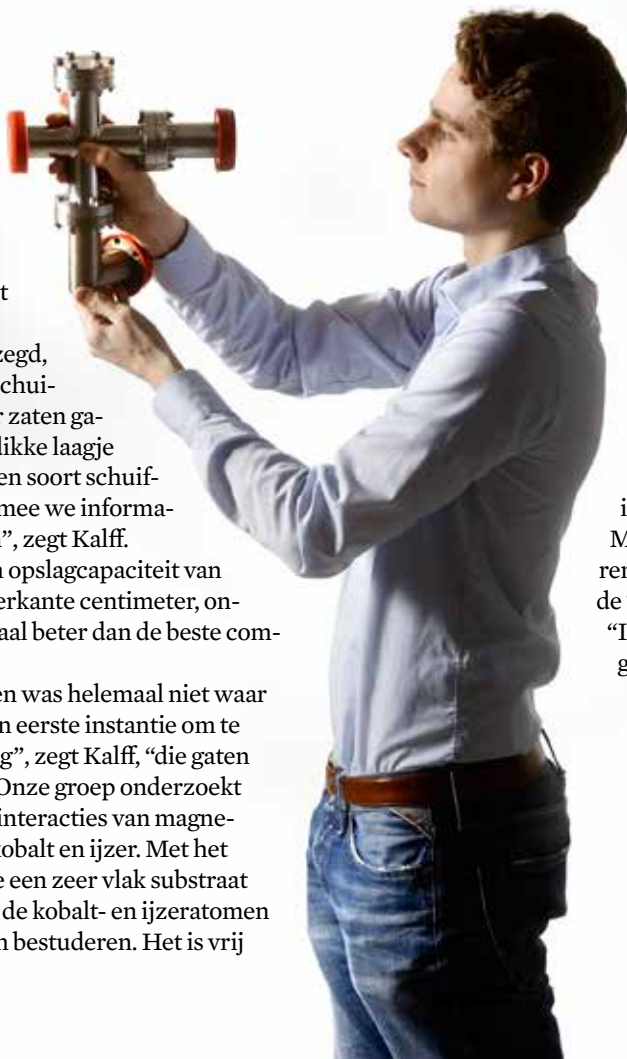 t
zegd,
chui-
r zaten ga-
likke laagje
en soort schuif-
mee we informa-
n”, zegt Kalff.
n opslagcapaciteit van
erkante centimeter, on-
aal beter dan de beste com-
en was helemaal niet waar
n eerste instantie om te
g”, zegt Kalff, “die gaten
Onze groep onderzoekt
interacties van magne-
kobalt en ijzer. Met het
e een zeer vlak substraat
de kobalt- en ijzeratomen
n bestuderen. Het is vrij
i
M
ren
de
“I
g